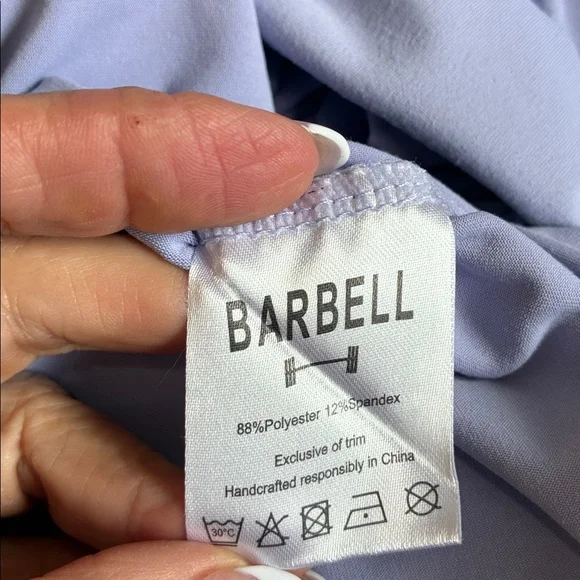 BARBELL
88%Polyester 12%Spandex
Exclusive of trim
Handcrafted responsibly in China
30°C